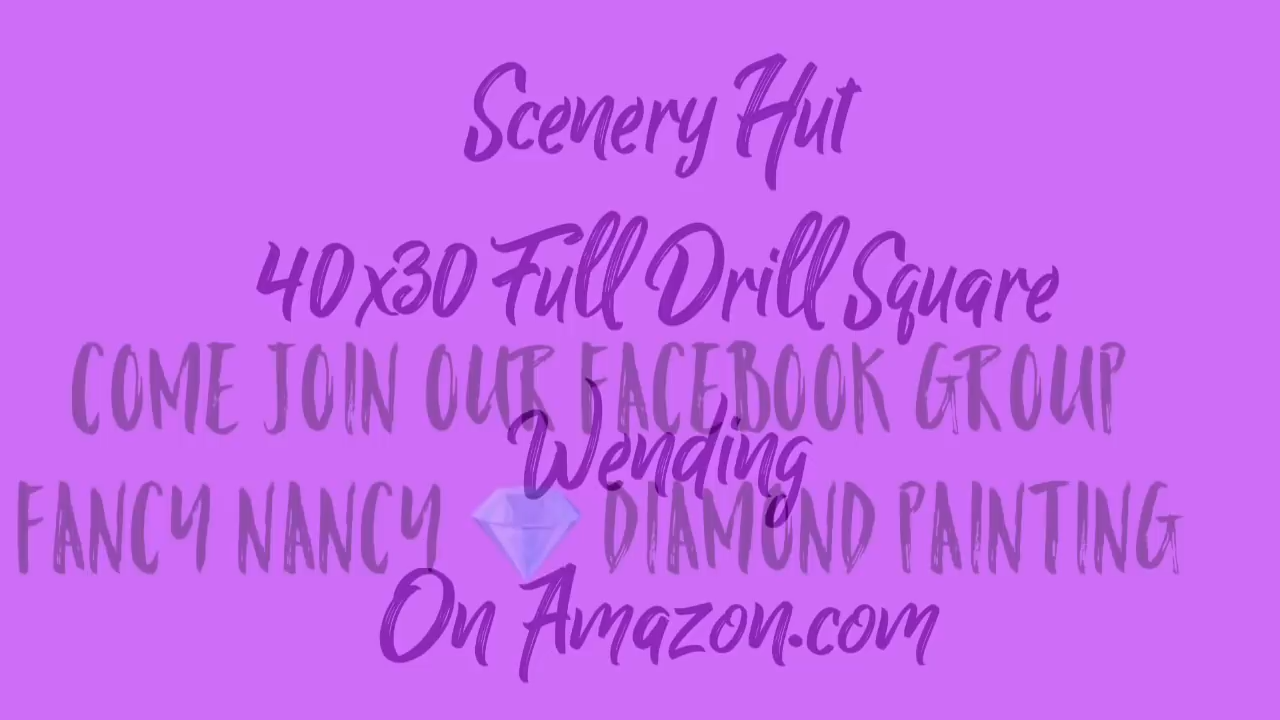 Scenery Hut
40x30 Full Drill Square
COME JOIN OUR FACEBOOK GROUP
Wending
FANCY NANCY 💎 DIAMOND PAINTING
On Amazon.com